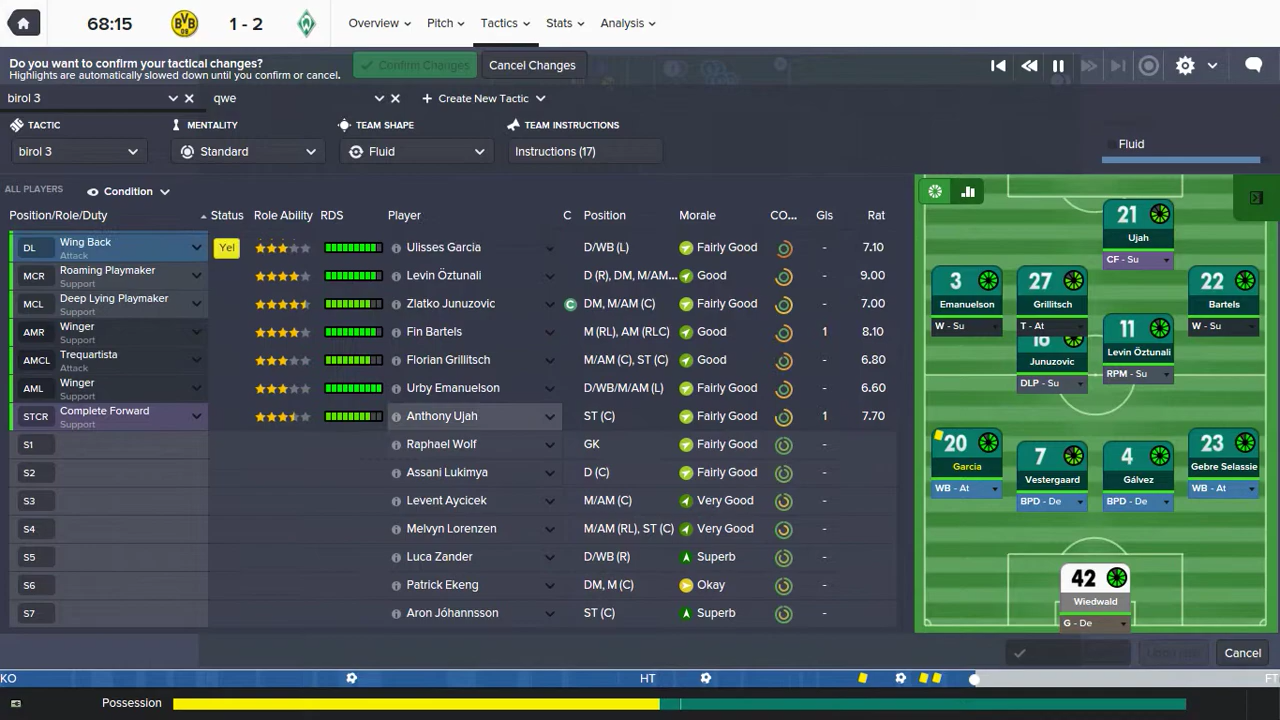 68:15 BVB 09 1 - 2 Overview Pitch Tactics Stats Analysis
Do you want to confirm your tactical changes? Confirm Changes Cancel Changes
Highlights are automatically slowed down until you confirm or cancel.
birol 3 qwe Create New Tactic
TACTIC MENTALITY TEAM SHAPE TEAM INSTRUCTIONS
birol 3 Standard Fluid Instructions (17) Fluid
ALL PLAYERS Condition
Position/Role/Duty Status Role Ability RDS Player C Position Morale CO... Gls Rat
DL Wing Back Attack Yel Ulisses Garcia D/WB (L) Fairly Good - 7.10
MCR Roaming Playmaker Support Levin Öztunali D (R), DM, M/AM... Good - 9.00
MCL Deep Lying Playmaker Support Zlatko Junuzovic C DM, M/AM (C) Fairly Good - 7.00
AMR Winger Support Fin Bartels M (RL), AM (RLC) Good 1 8.10
AMCL Trequartista Attack Florian Grillitsch M/AM (C), ST (C) Good - 6.80
AML Winger Support Urby Emanuelson D/WB/M/AM (L) Fairly Good - 6.60
STCR Complete Forward Support Anthony Ujah ST (C) Fairly Good 1 7.70
S1 Raphael Wolf GK Fairly Good -
S2 Assani Lukimya D (C) Fairly Good -
S3 Levent Aycicek M/AM (C) Very Good -
S4 Melvyn Lorenzen M/AM (RL), ST (C) Very Good -
S5 Luca Zander D/WB (R) Superb -
S6 Patrick Ekeng DM, M (C) Okay -
S7 Aron Jóhannsson ST (C) Superb -
21
Ujah
CF - Su
3 27 22
Emanuelson Grillitsch Bartels
W - Su T - At W - Su
16 11
Junuzovic Levin Öztunali
DLP - Su RPM - Su
20 7 4 23
Garcia Vestergaard Gálvez Gebre Selassie
WB - At BPD - De BPD - De WB - At
42
Wiedwald
G - De
Cancel
KO HT FT
Possession